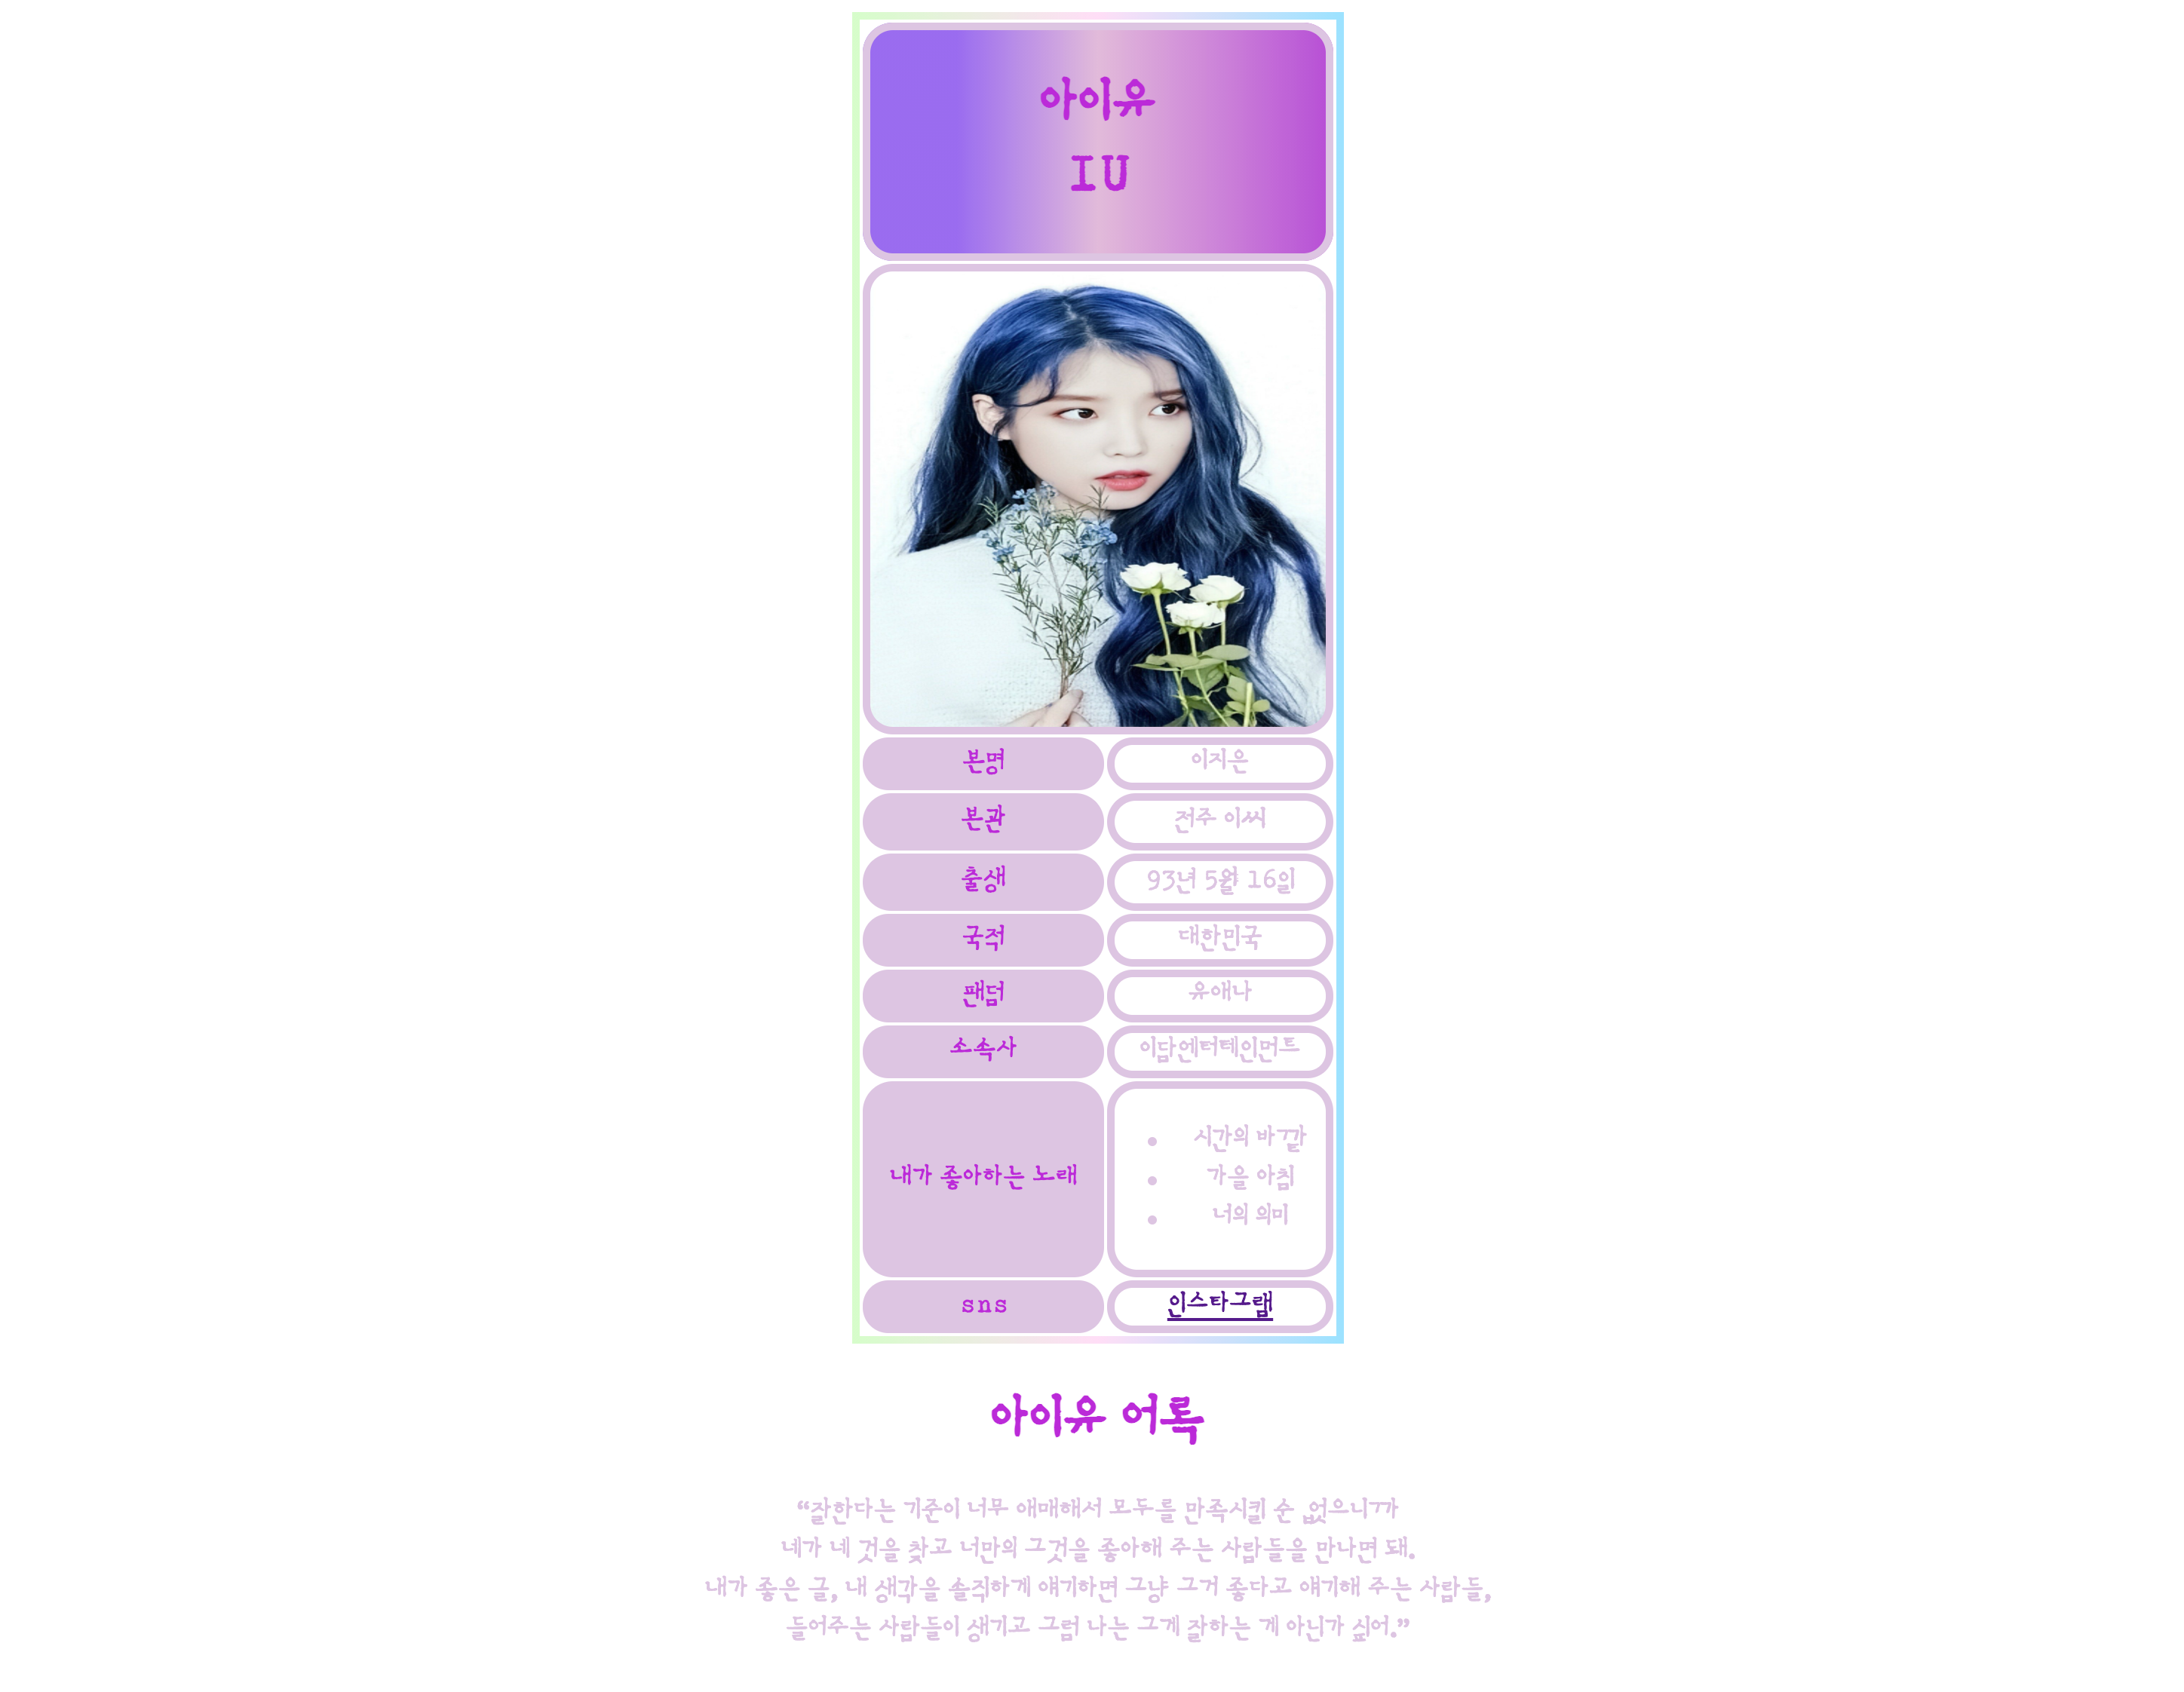 아이유
IU
본명 이지은
본관 전주 이씨
출생 93년 5월 16일
국적 대한민국
팬덤 유애나
소속사 이담엔터테인먼트
내가 좋아하는 노래
• 시간의 바깥
• 가을 아침
• 너의 의미
sns 인스타그램
아이유 어록
“잘한다는 기준이 너무 애매해서 모두를 만족시킬 순 없으니까
네가 네 것을 찾고 너만의 그것을 좋아해 주는 사람들을 만나면 돼.
내가 좋은 글, 내 생각을 솔직하게 얘기하면 그냥 그거 좋다고 얘기해 주는 사람들,
들어주는 사람들이 생기고 그럼 나는 그게 잘하는 게 아닌가 싶어.”